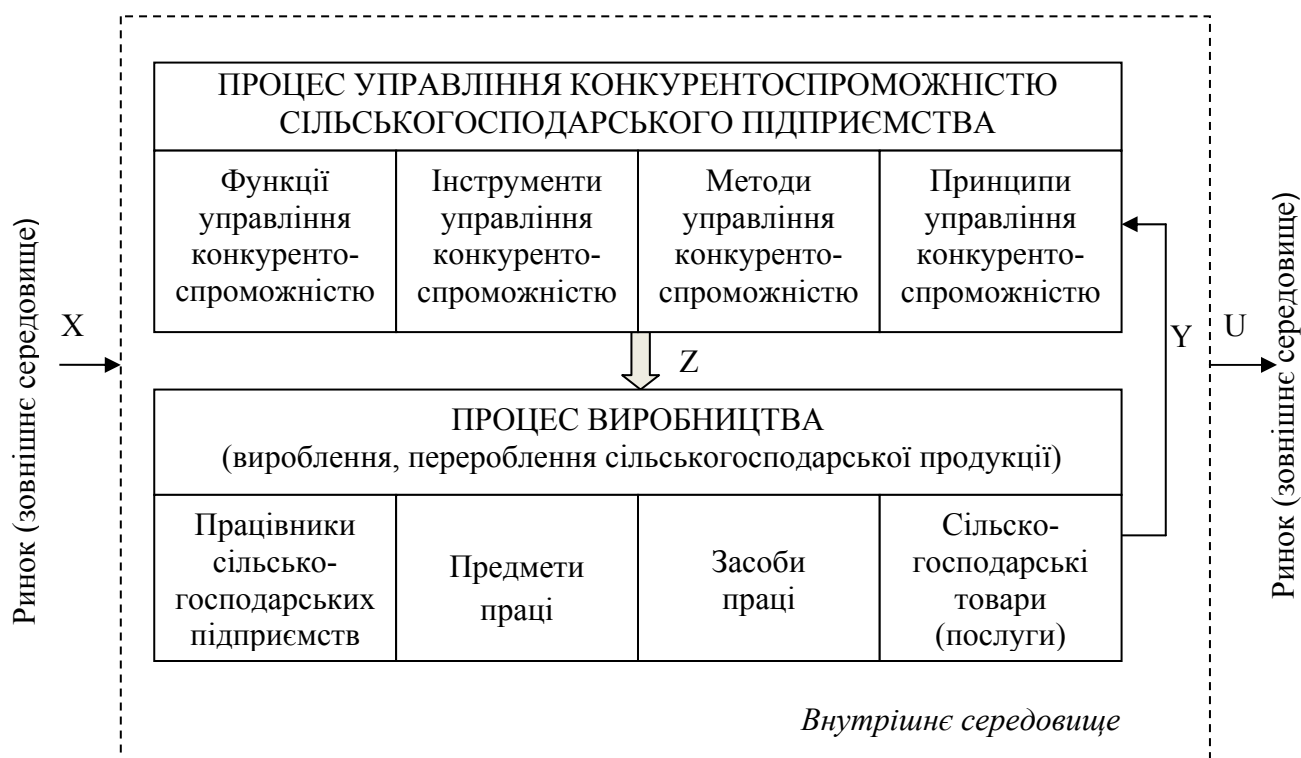 ПРОЦЕС УПРАВЛІННЯ КОНКУРЕНТОСПРОМОЖНІСТЮ
СІЛЬСЬКОГОСПОДАРСЬКОГО ПІДПРИЄМСТВА
Функції
управління
конкуренто-
спроможністю
Інструменти
управління
конкуренто-
спроможністю
Методи
управління
конкуренто-
спроможністю
Принципи
управління
конкуренто-
спроможністю
Ринок (зовнішнє середовище)
X
Z
Y
U
Ринок (зовнішнє середовище)
ПРОЦЕС ВИРОБНИЦТВА
(вироблення, перероблення сільськогосподарської продукції)
Працівники
сільсько-
господарських
підприємств
Предмети
праці
Засоби
праці
Сільско-
господарські
товари
(послуги)
Внутрішнє середовище